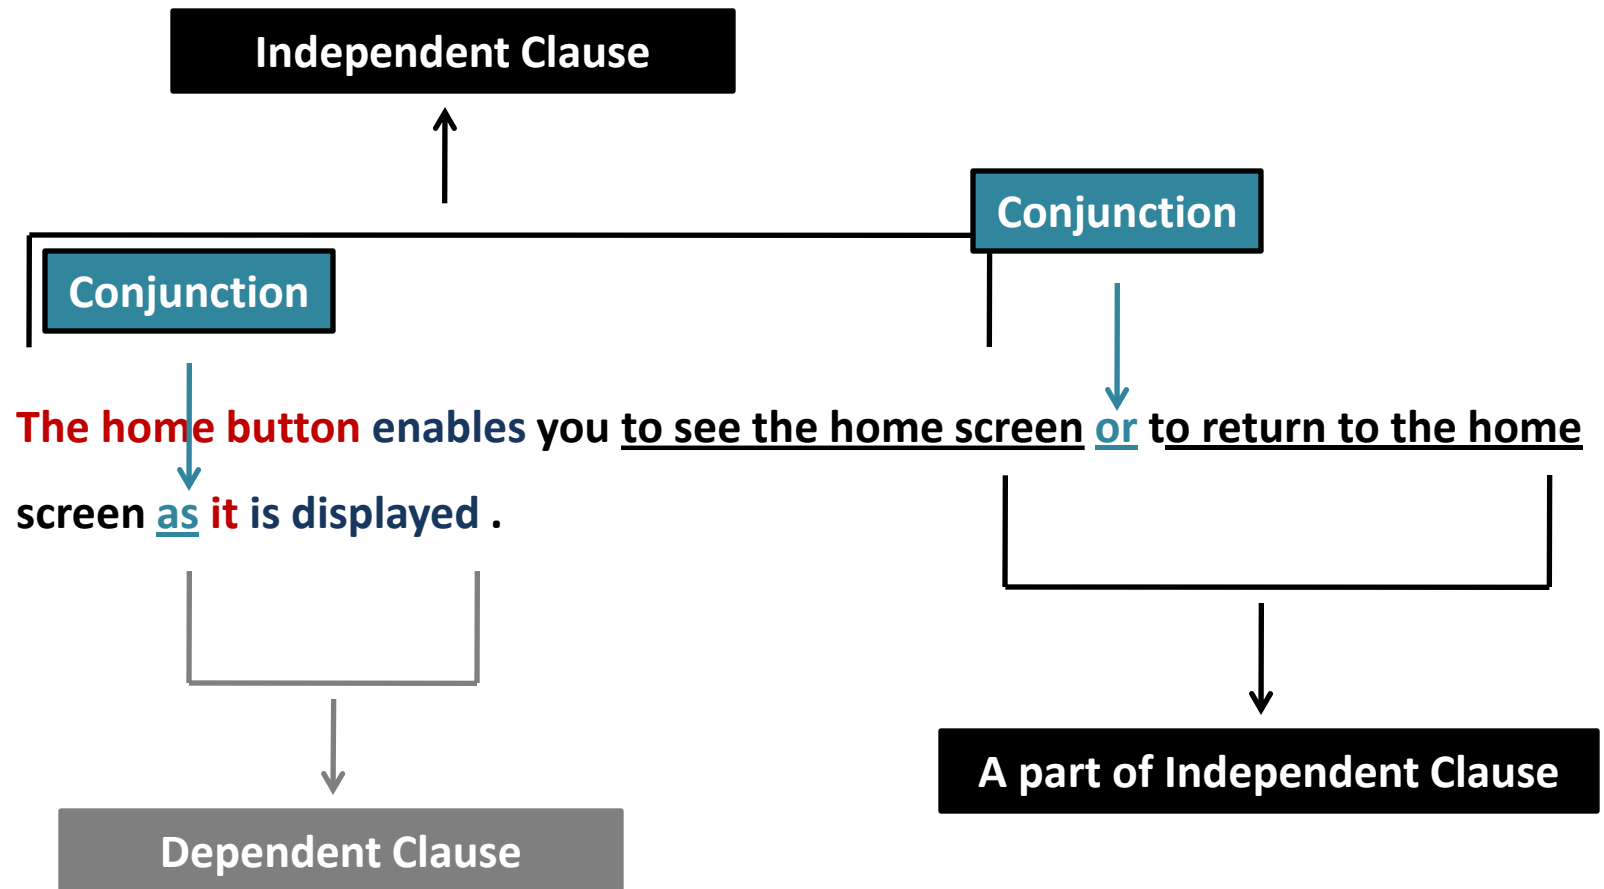 Independent Clause
Conjunction
Conjunction
The home button enables you to see the home screen or to return to the home
screen as it is displayed .
A part of Independent Clause
Dependent Clause